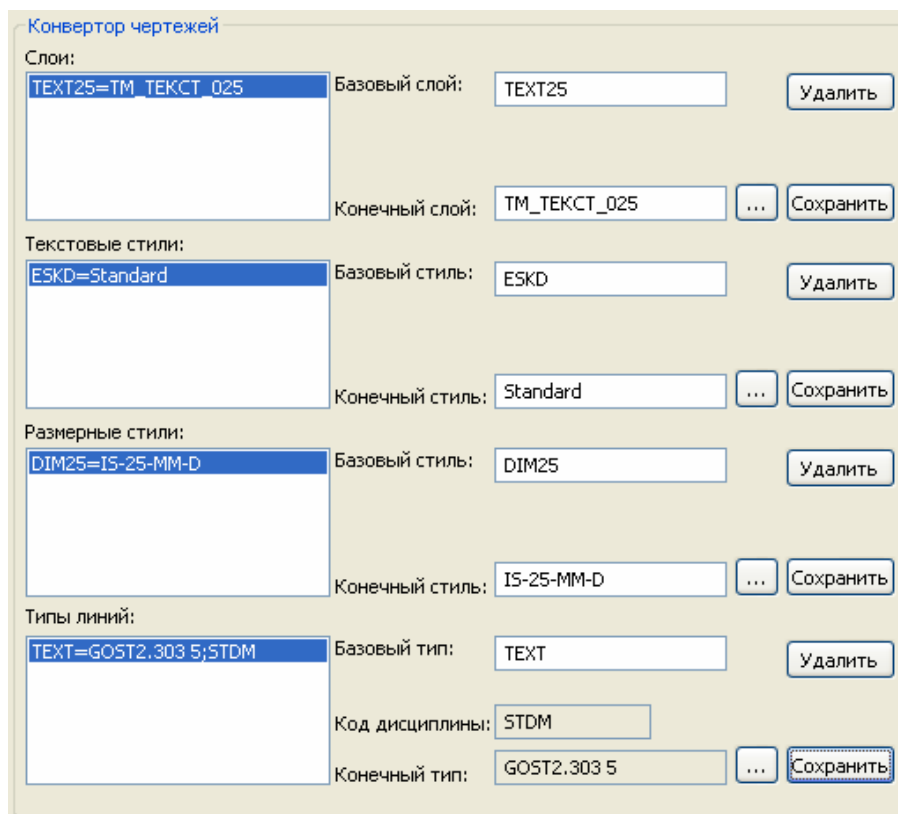 Конвертор чертежей
Слои:
TEXT25=TM_ТЕКСТ_025
Базовый слой:
TEXT25
Удалить
Конечный слой:
TM_ТЕКСТ_025
...
Сохранить
Текстовые стили:
ESKD=Standard
Базовый стиль:
ESKD
Удалить
Конечный стиль:
Standard
...
Сохранить
Размерные стили:
DIM25=IS-25-MM-D
Базовый стиль:
DIM25
Удалить
Конечный стиль:
IS-25-MM-D
...
Сохранить
Типы линий:
TEXT=GOST2.303 5;STDM
Базовый тип:
TEXT
Удалить
Код дисциплины:
STDM
Конечный тип:
GOST2.303 5
...
Сохранить